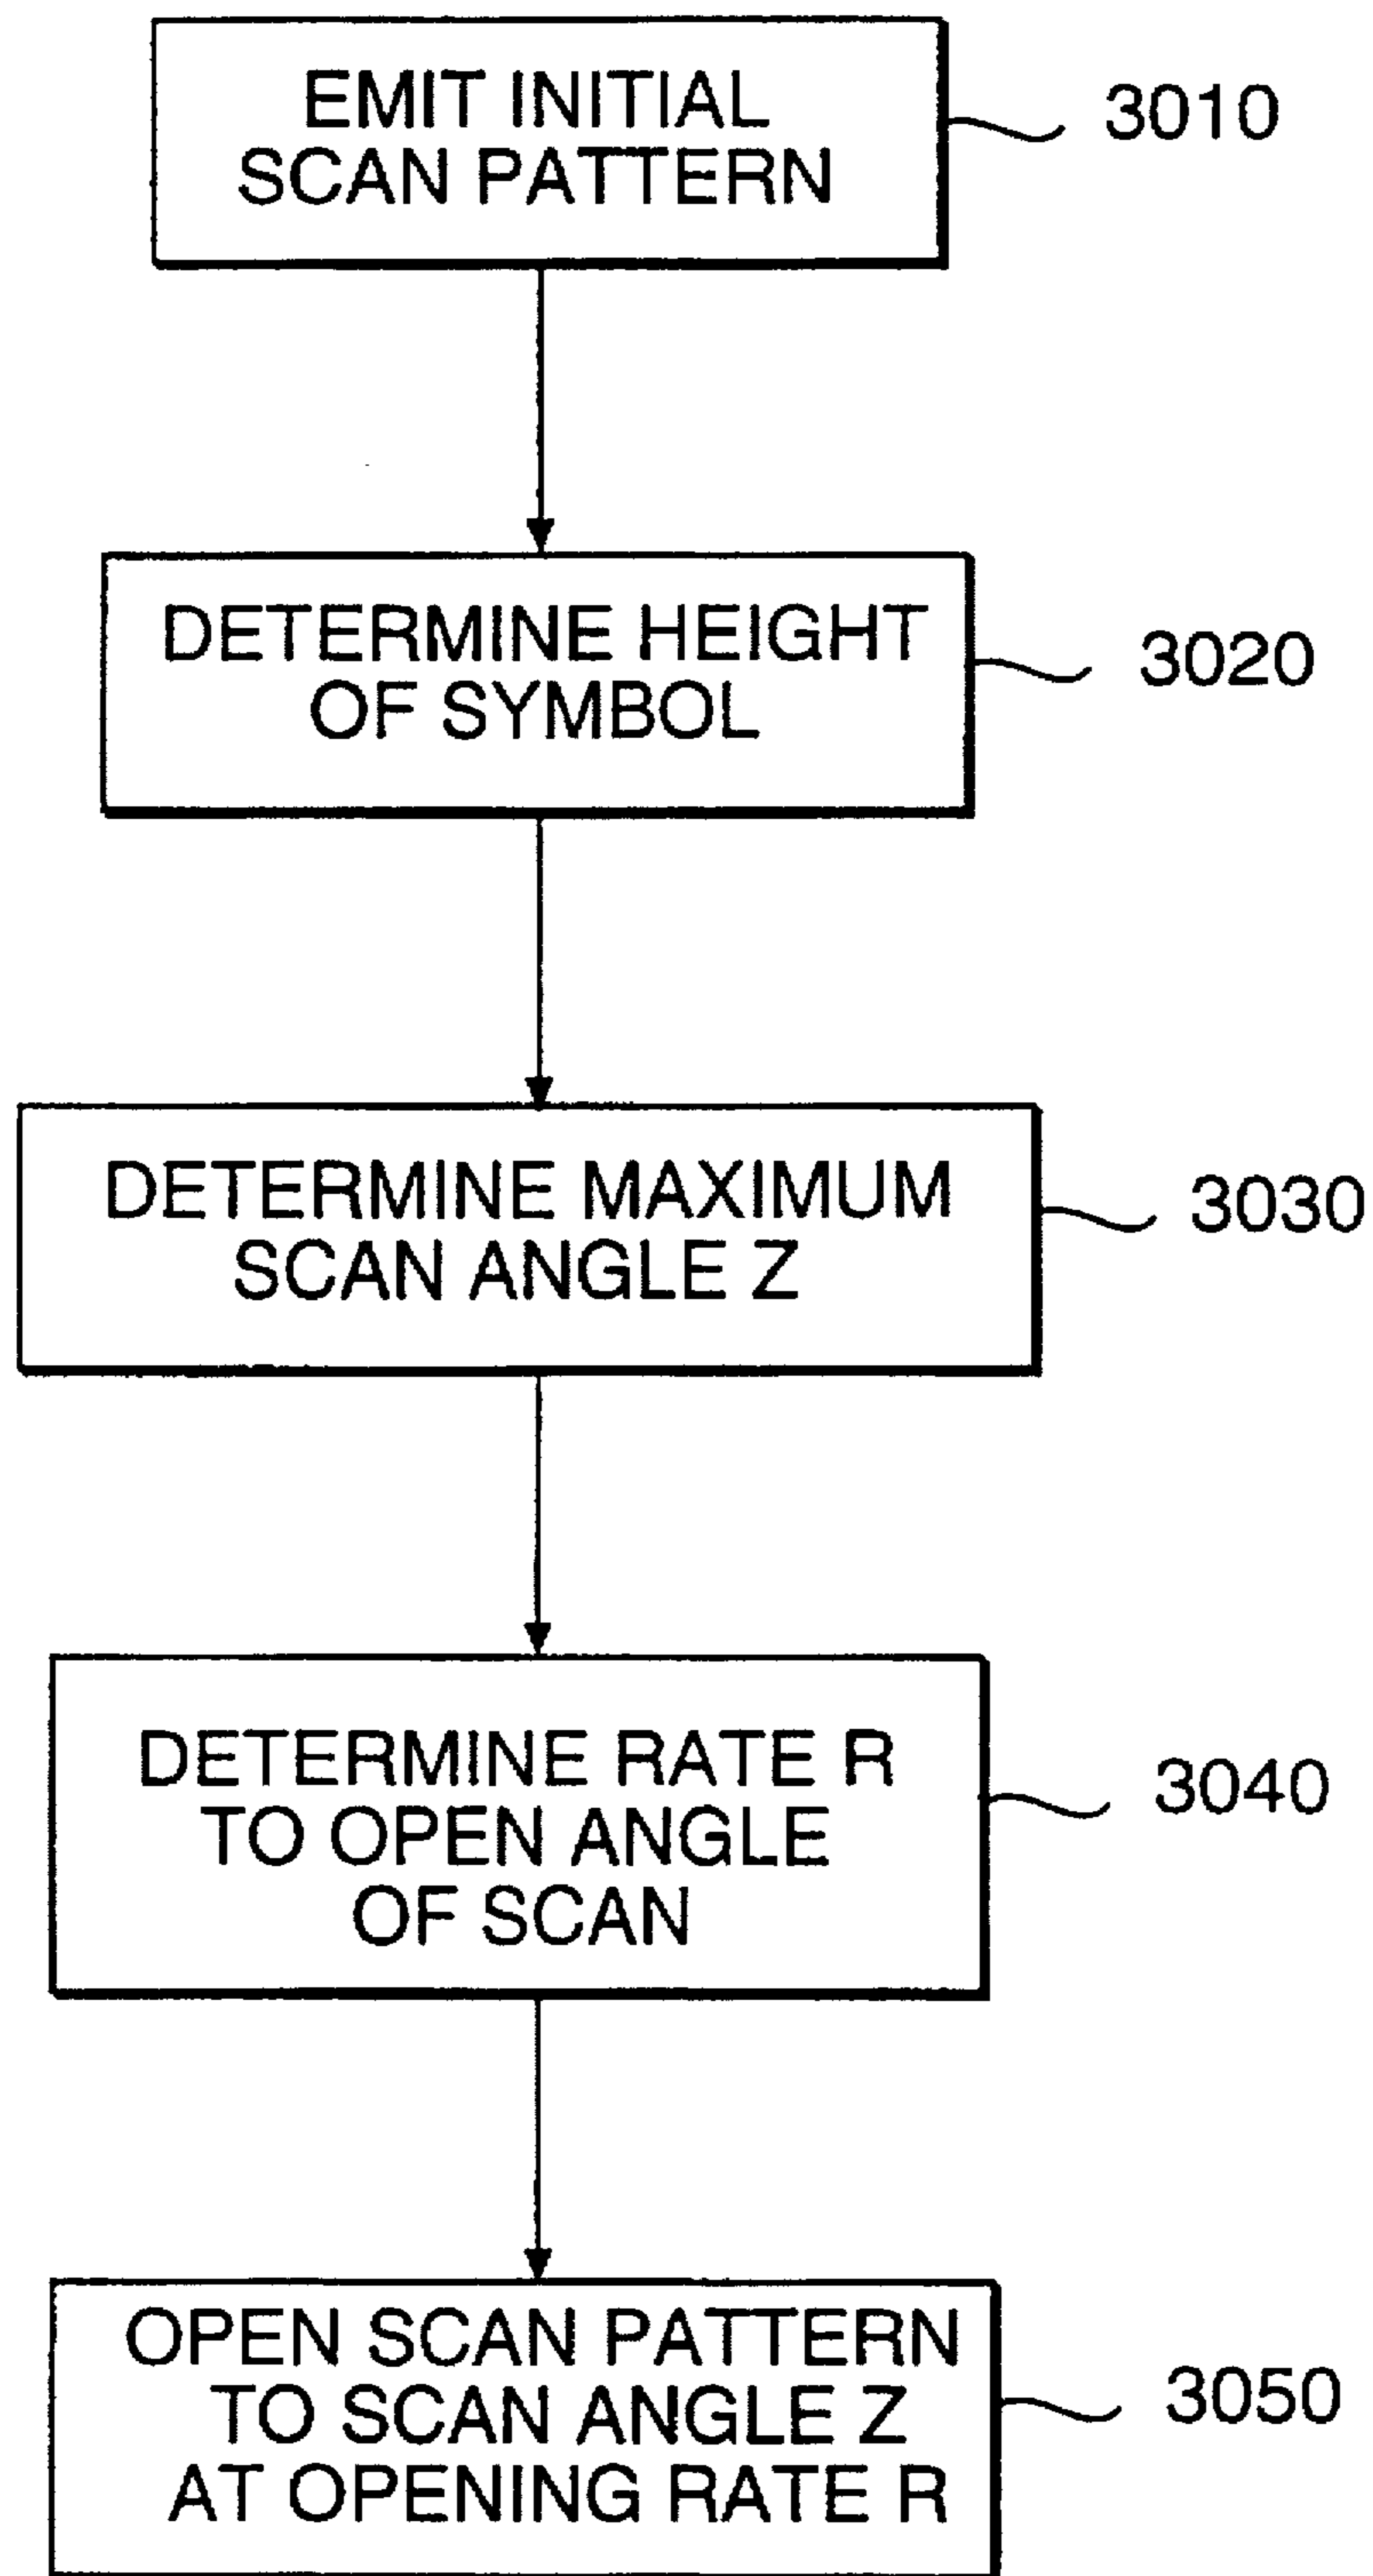 EMIT INITIAL
SCAN PATTERN
3010
DETERMINE HEIGHT
OF SYMBOL
3020
DETERMINE MAXIMUM
SCAN ANGLE Z
3030
DETERMINE RATE R
TO OPEN ANGLE
OF SCAN
3040
OPEN SCAN PATTERN
TO SCAN ANGLE Z
AT OPENING RATE R
3050